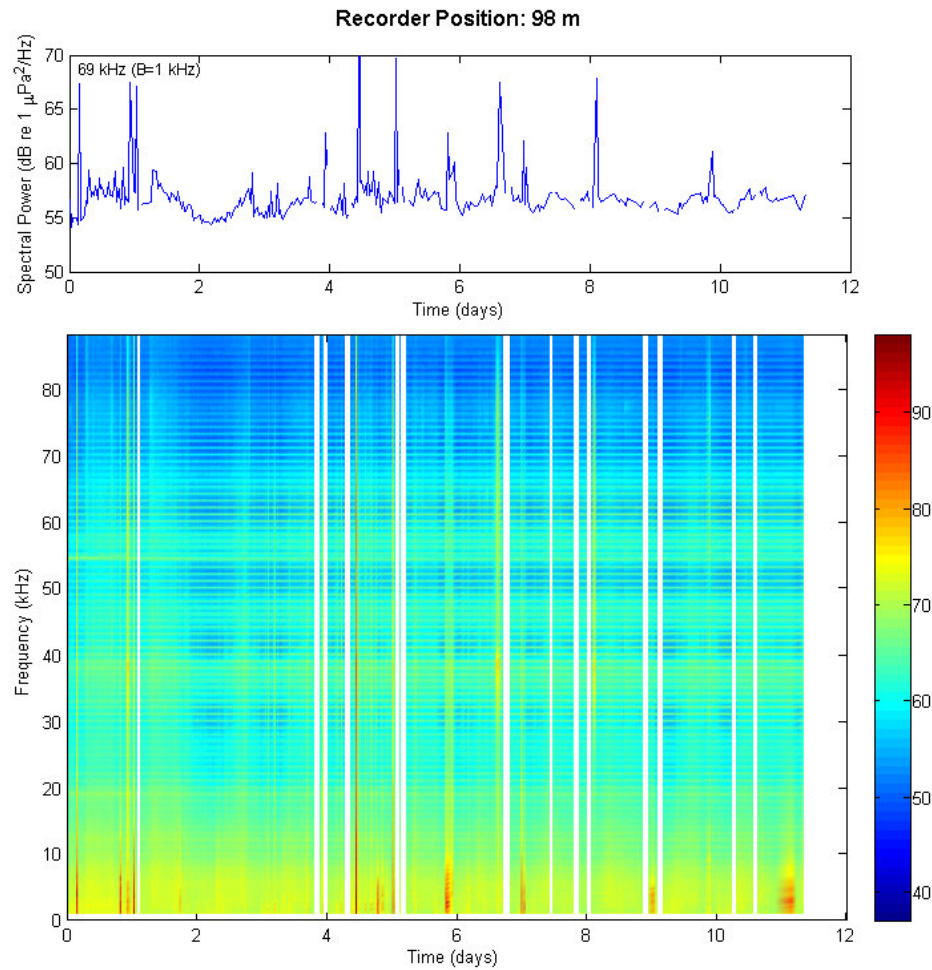 Recorder Position: 98 m
69 kHz (B=1 kHz)
Spectral Power (dB re 1 μPa²/Hz)
70
65
60
55
50
0 2 4 6 8 10 12
Time (days)
Frequency (kHz)
80
70
60
50
40
30
20
10
0
0 2 4 6 8 10 12
Time (days)
90
80
70
60
50
40